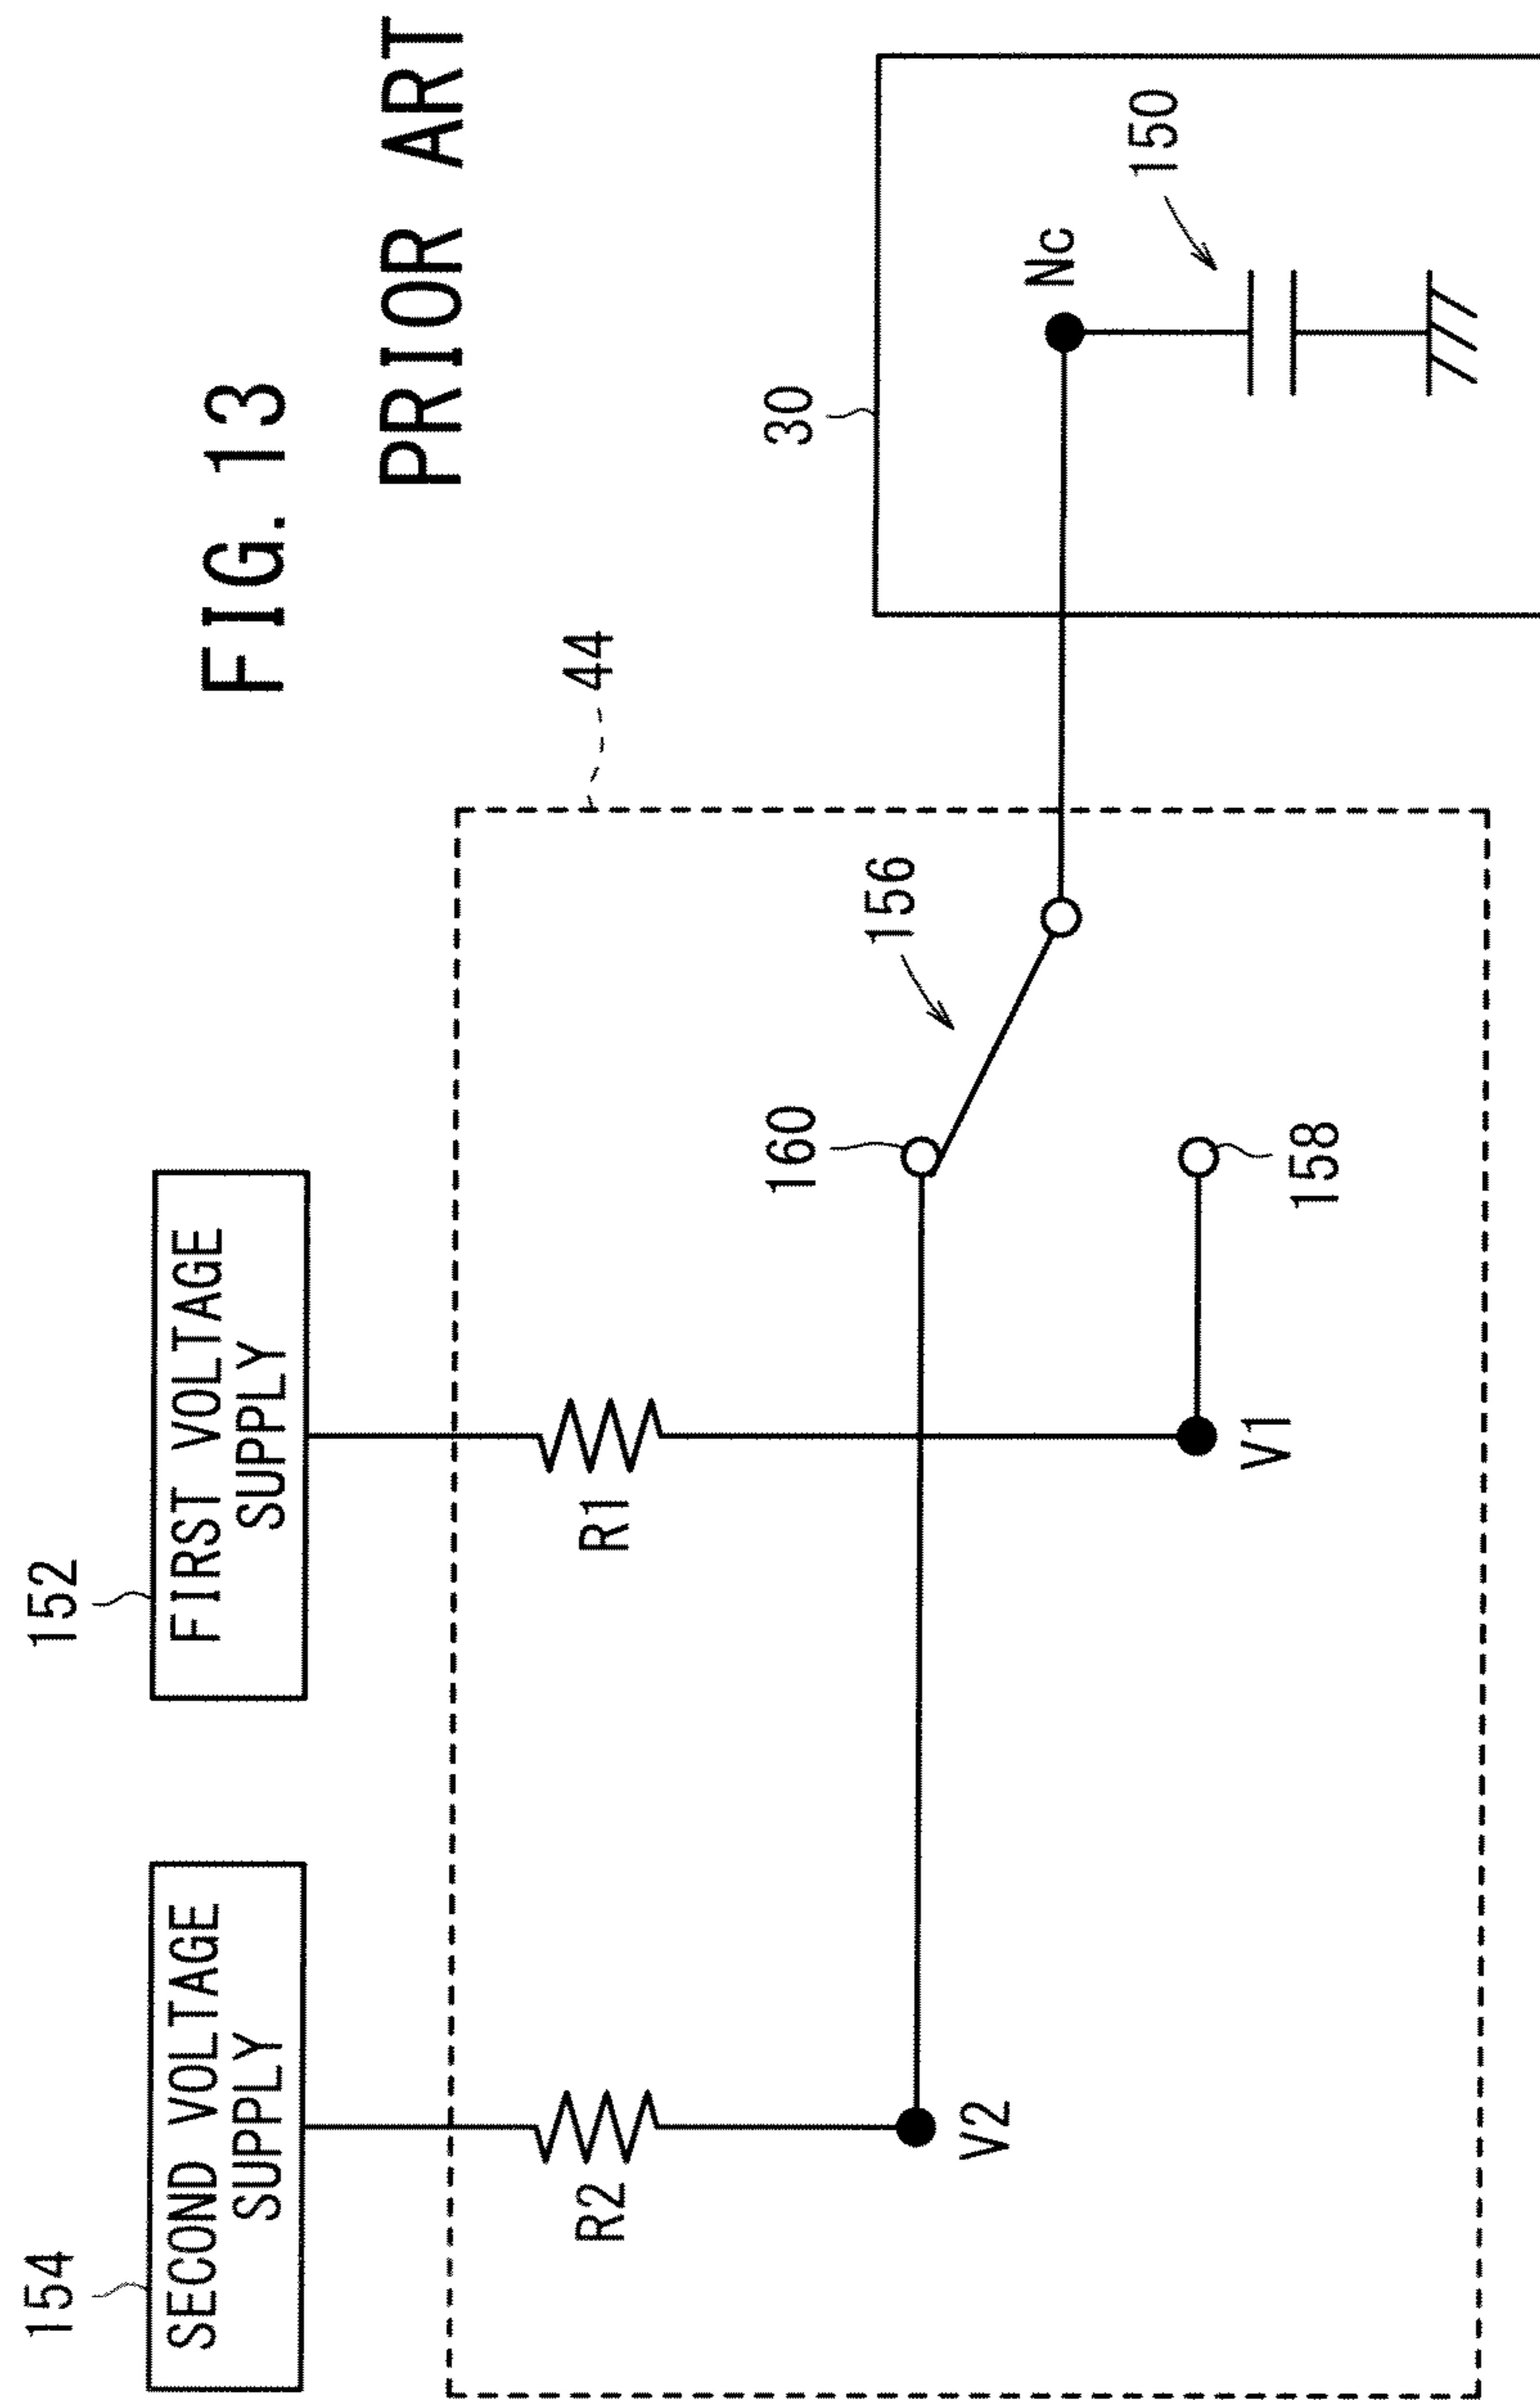 FIG. 13
PRIOR ART
154
SECOND VOLTAGE
SUPPLY
152
FIRST VOLTAGE
SUPPLY
44
R2
R1
30
160
156
V2
Nc
150
V1
158